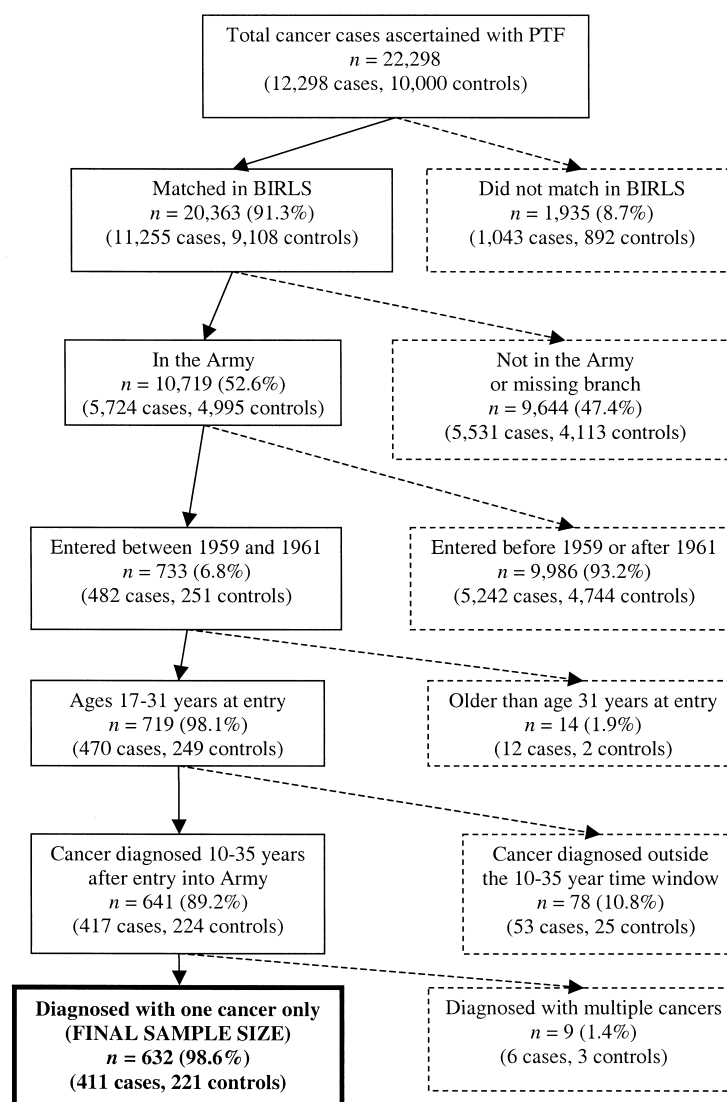 Total cancer cases ascertained with PTF
n = 22,298
(12,298 cases, 10,000 controls)
Matched in BIRLS
n = 20,363 (91.3%)
(11,255 cases, 9,108 controls)
Did not match in BIRLS
n = 1,935 (8.7%)
(1,043 cases, 892 controls)
In the Army
n = 10,719 (52.6%)
(5,724 cases, 4,995 controls)
Not in the Army
or missing branch
n = 9,644 (47.4%)
(5,531 cases, 4,113 controls)
Entered between 1959 and 1961
n = 733 (6.8%)
(482 cases, 251 controls)
Entered before 1959 or after 1961
n = 9,986 (93.2%)
(5,242 cases, 4,744 controls)
Ages 17-31 years at entry
n = 719 (98.1%)
(470 cases, 249 controls)
Older than age 31 years at entry
n = 14 (1.9%)
(12 cases, 2 controls)
Cancer diagnosed 10-35 years
after entry into Army
n = 641 (89.2%)
(417 cases, 224 controls)
Cancer diagnosed outside
the 10-35 year time window
n = 78 (10.8%)
(53 cases, 25 controls)
Diagnosed with one cancer only
(FINAL SAMPLE SIZE)
n = 632 (98.6%)
(411 cases, 221 controls)
Diagnosed with multiple cancers
n = 9 (1.4%)
(6 cases, 3 controls)